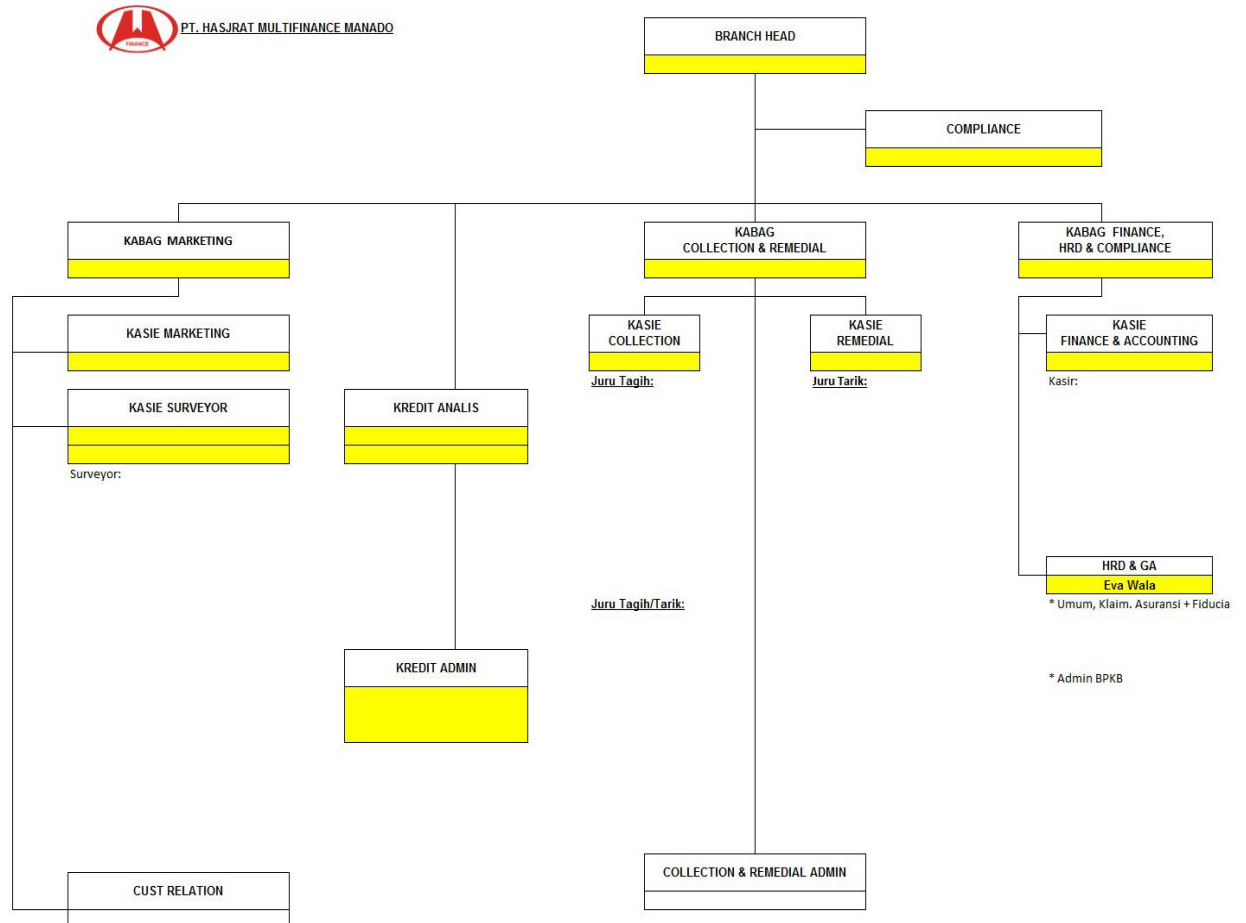 FINANCE
PT. HASJRAT MULTIFINANCE MANADO
BRANCH HEAD
COMPLIANCE
KABAG MARKETING
KABAG
COLLECTION & REMEDIAL
KABAG FINANCE,
HRD & COMPLIANCE
KASIE MARKETING
KASIE
COLLECTION
KASIE
REMEDIAL
KASIE
FINANCE & ACCOUNTING
Juru Tagih:
Juru Tarik:
Kasir:
KASIE SURVEYOR
KREDIT ANALIS
Surveyor:
HRD & GA
Eva Wala
Juru Tagih/Tarik:
* Umum, Klaim. Asuransi + Fiducia
KREDIT ADMIN
* Admin BPKB
COLLECTION & REMEDIAL ADMIN
CUST RELATION